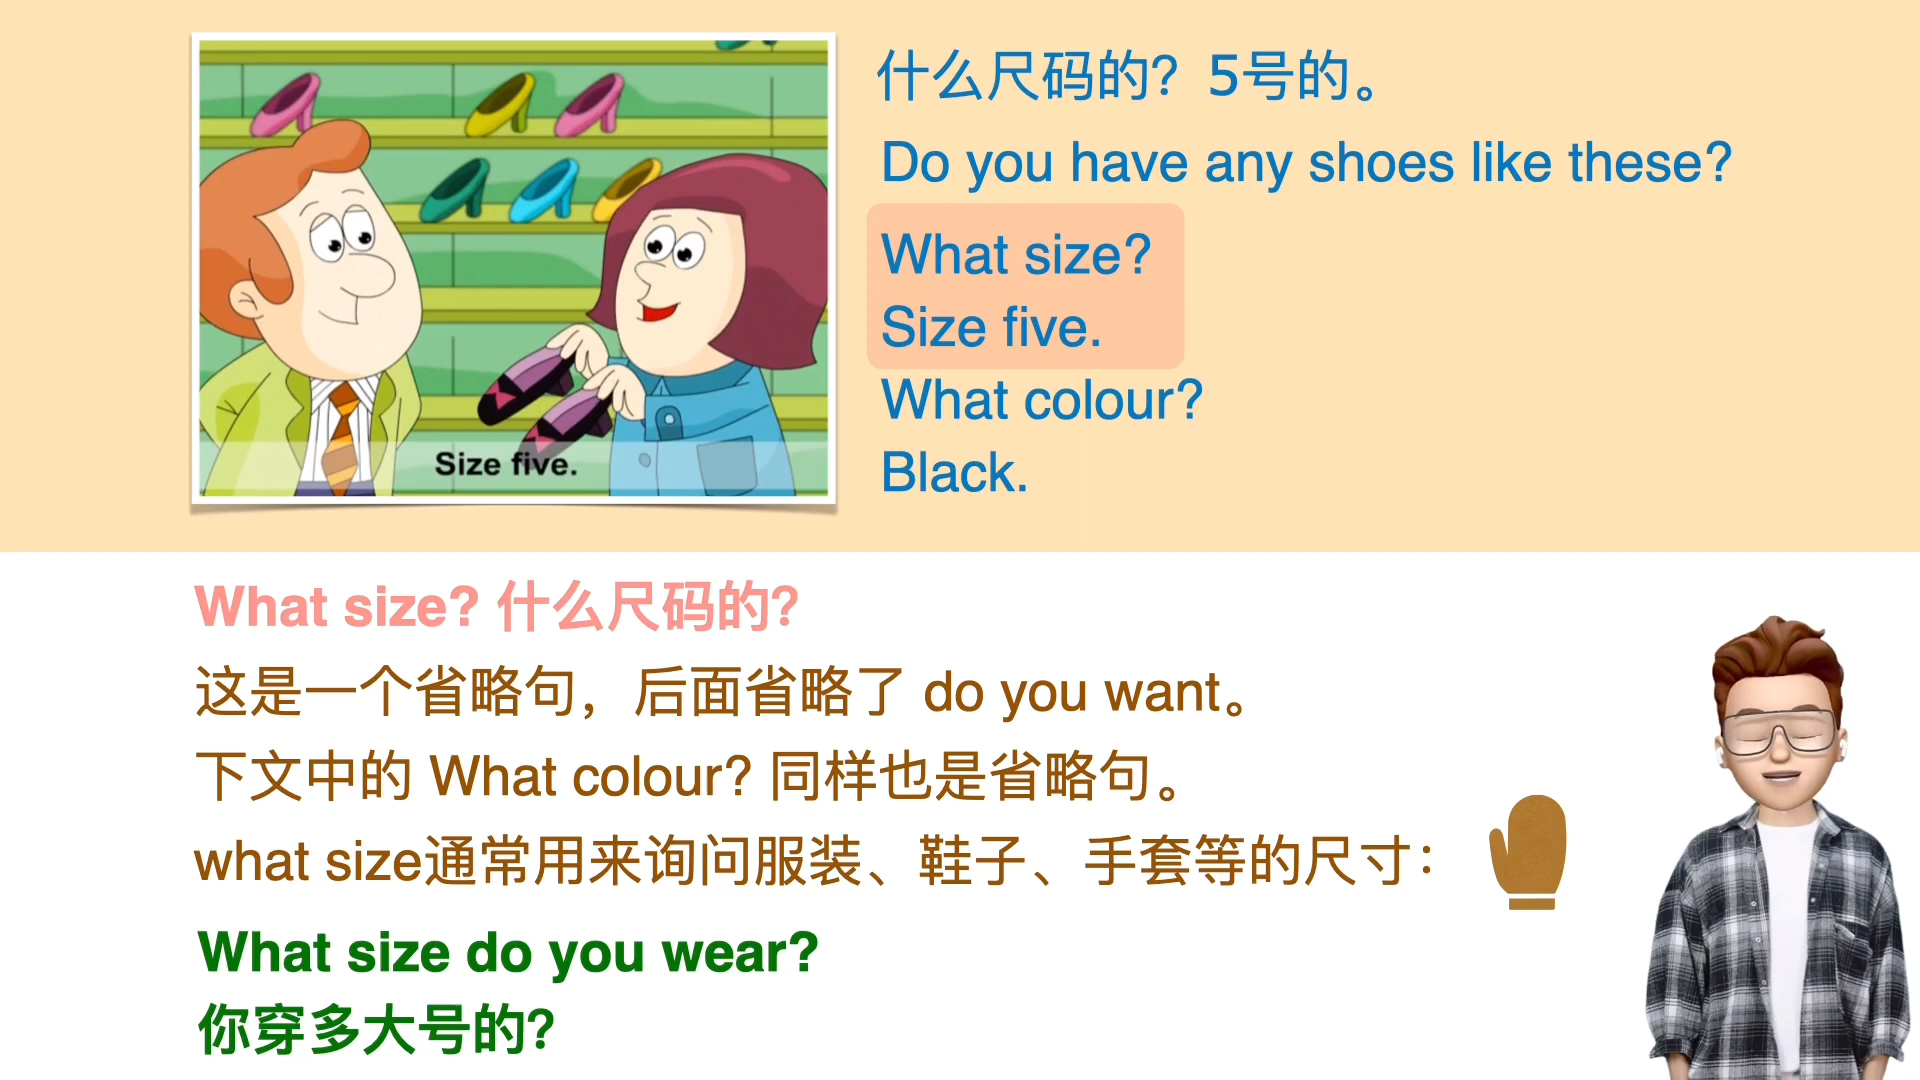 什么尺码的？5号的。
Do you have any shoes like these?
What size?
Size five.
What colour?
Black.
Size five.
What size? 什么尺码的?
这是一个省略句，后面省略了 do you want。
下文中的 What colour? 同样也是省略句。
what size通常用来询问服装、鞋子、手套等的尺寸：
What size do you wear?
你穿多大号的?